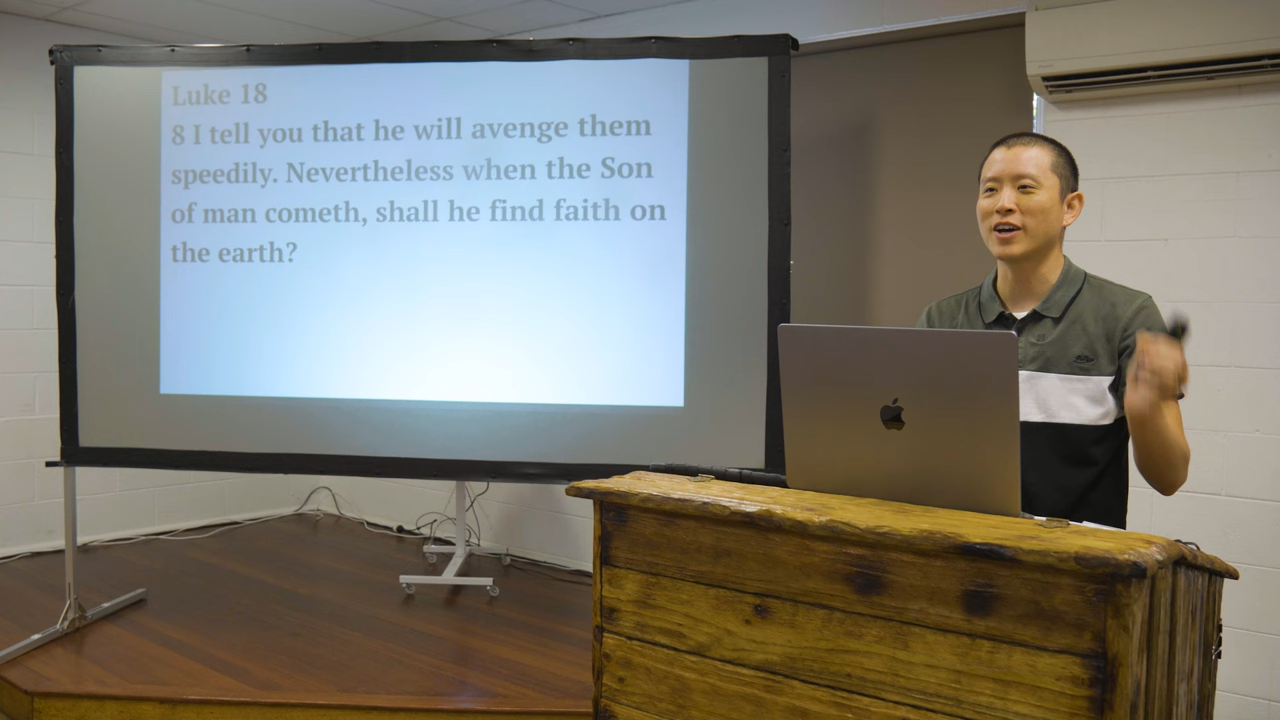 Luke 18
8 I tell you that he will avenge them
speedily. Nevertheless when the Son
of man cometh, shall he find faith on
the earth?